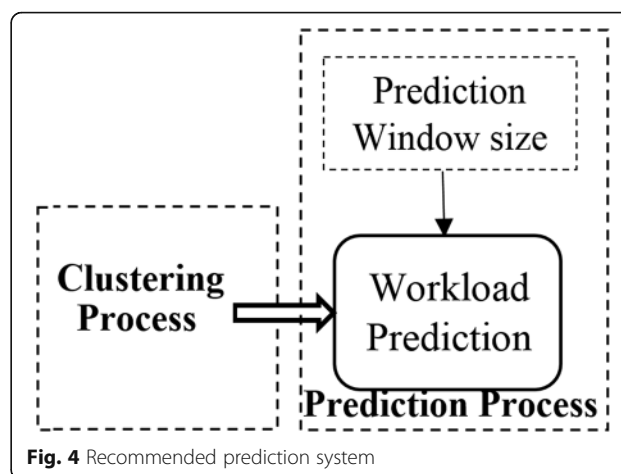 Prediction
Window size
Clustering
Process
Workload
Prediction
Prediction Process
Fig. 4 Recommended prediction system